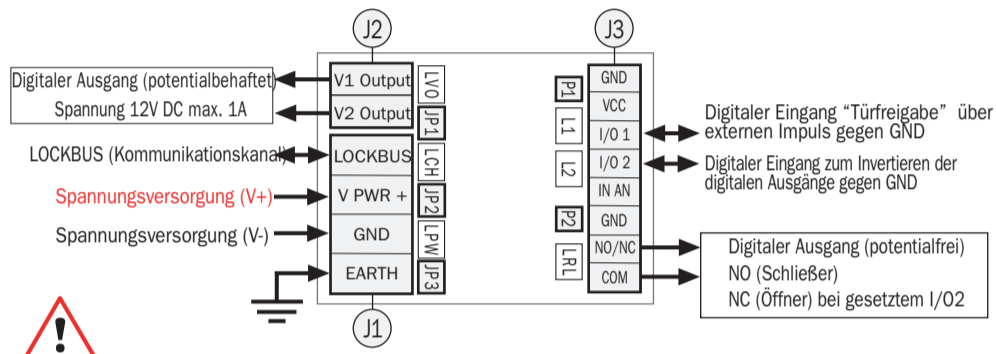 J2
J3
Digitaler Ausgang (potentialbehaftet)
Spannung 12V DC max. 1A
LOCKBUS (Kommunikationskanal)
Spannungsversorgung (V+)
Spannungsversorgung (V-)
V1 Output
V2 Output
LOCKBUS
V PWR +
GND
EARTH
LVO
JP1
LCH
JP2
LPW
JP3
J1
P1
L1
L2
P2
LRL
GND
VCC
I/O 1
I/O 2
IN AN
GND
NO/NC
COM
Digitaler Eingang “Türfreigabe” über
externen Impuls gegen GND
Digitaler Eingang zum Invertieren der
digitalen Ausgänge gegen GND
Digitaler Ausgang (potentialfrei)
NO (Schließer)
NC (Öffner) bei gesetztem I/O2
!